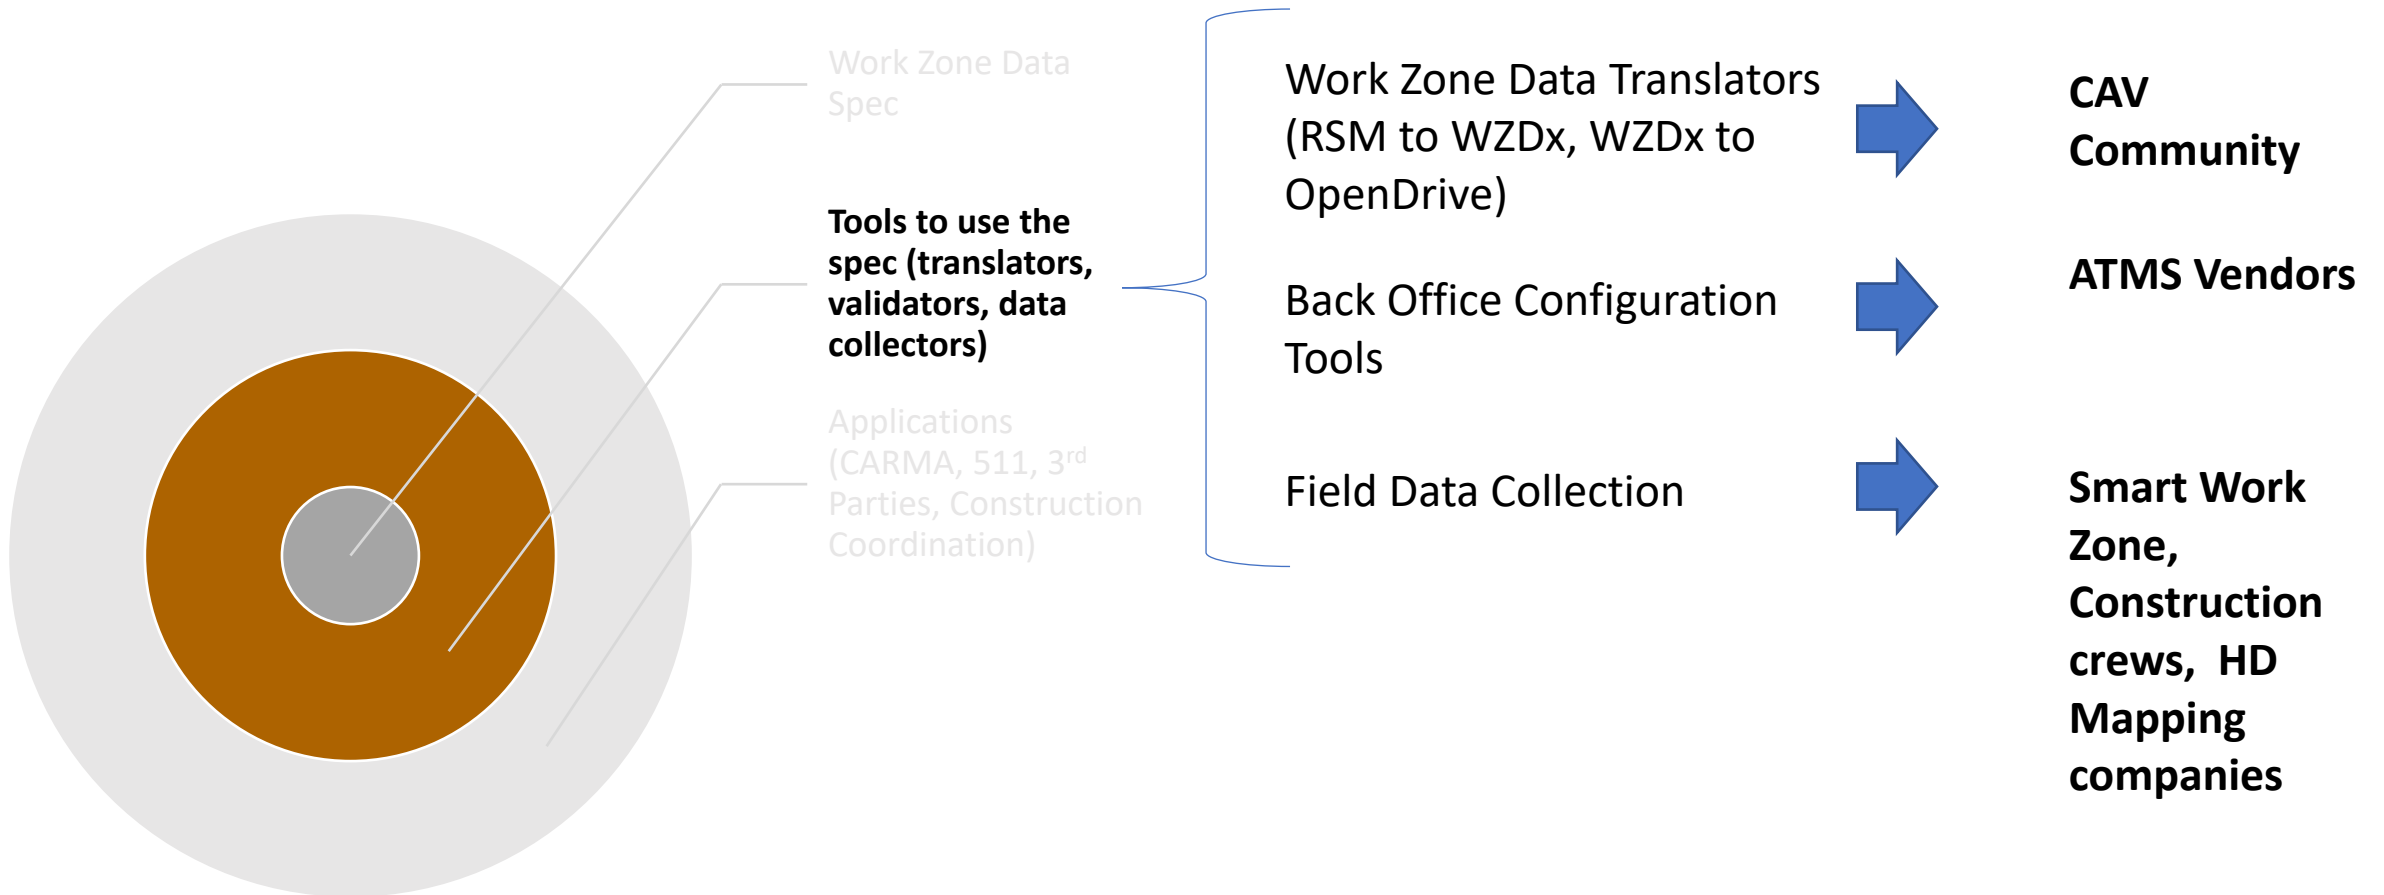 Work Zone Data
Spec
Tools to use the
spec (translators,
validators, data
collectors)
Applications
(CARMA, 511, 3rd
Parties, Construction
Coordination)
Work Zone Data Translators
(RSM to WZDx, WZDx to
OpenDrive)
Back Office Configuration
Tools
Field Data Collection
CAV
Community
ATMS Vendors
Smart Work
Zone,
Construction
crews,  HD
Mapping
companies